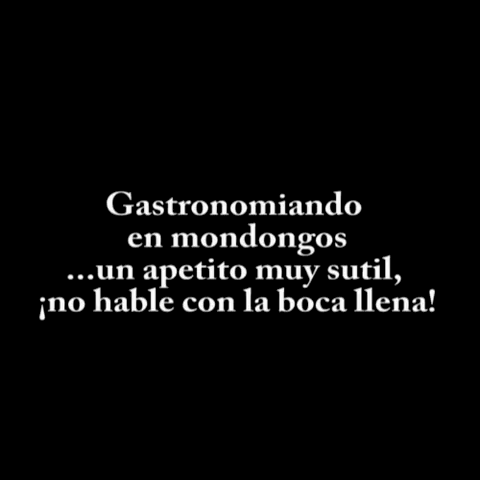 Gastronomiando
en mondongos
...un apetito muy sutil,
¡no hable con la boca llena!